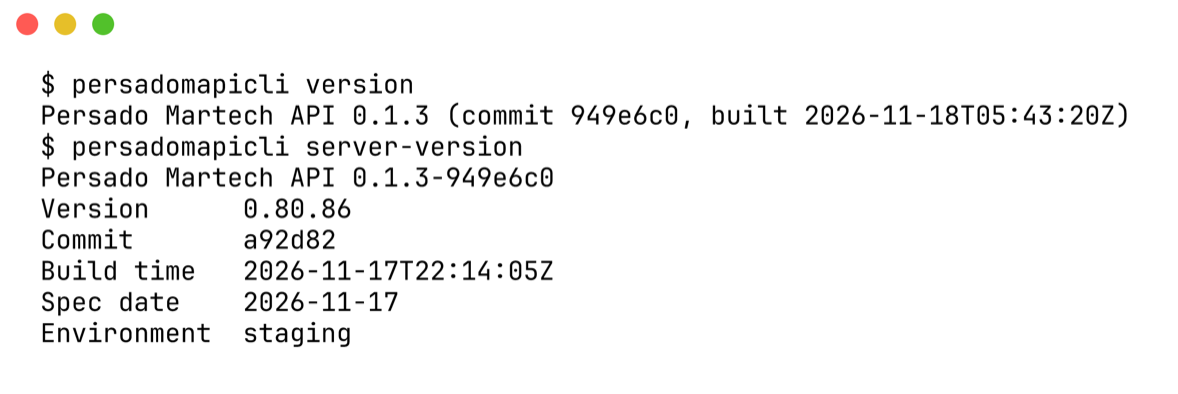 $ persadomapicli version
Persado Martech API 0.1.3 (commit 949e6c0, built 2026-11-18T05:43:20Z)
$ persadomapicli server-version
Persado Martech API 0.1.3-949e6c0
Version      0.80.86
Commit       a92d82
Build time   2026-11-17T22:14:05Z
Spec date    2026-11-17
Environment  staging